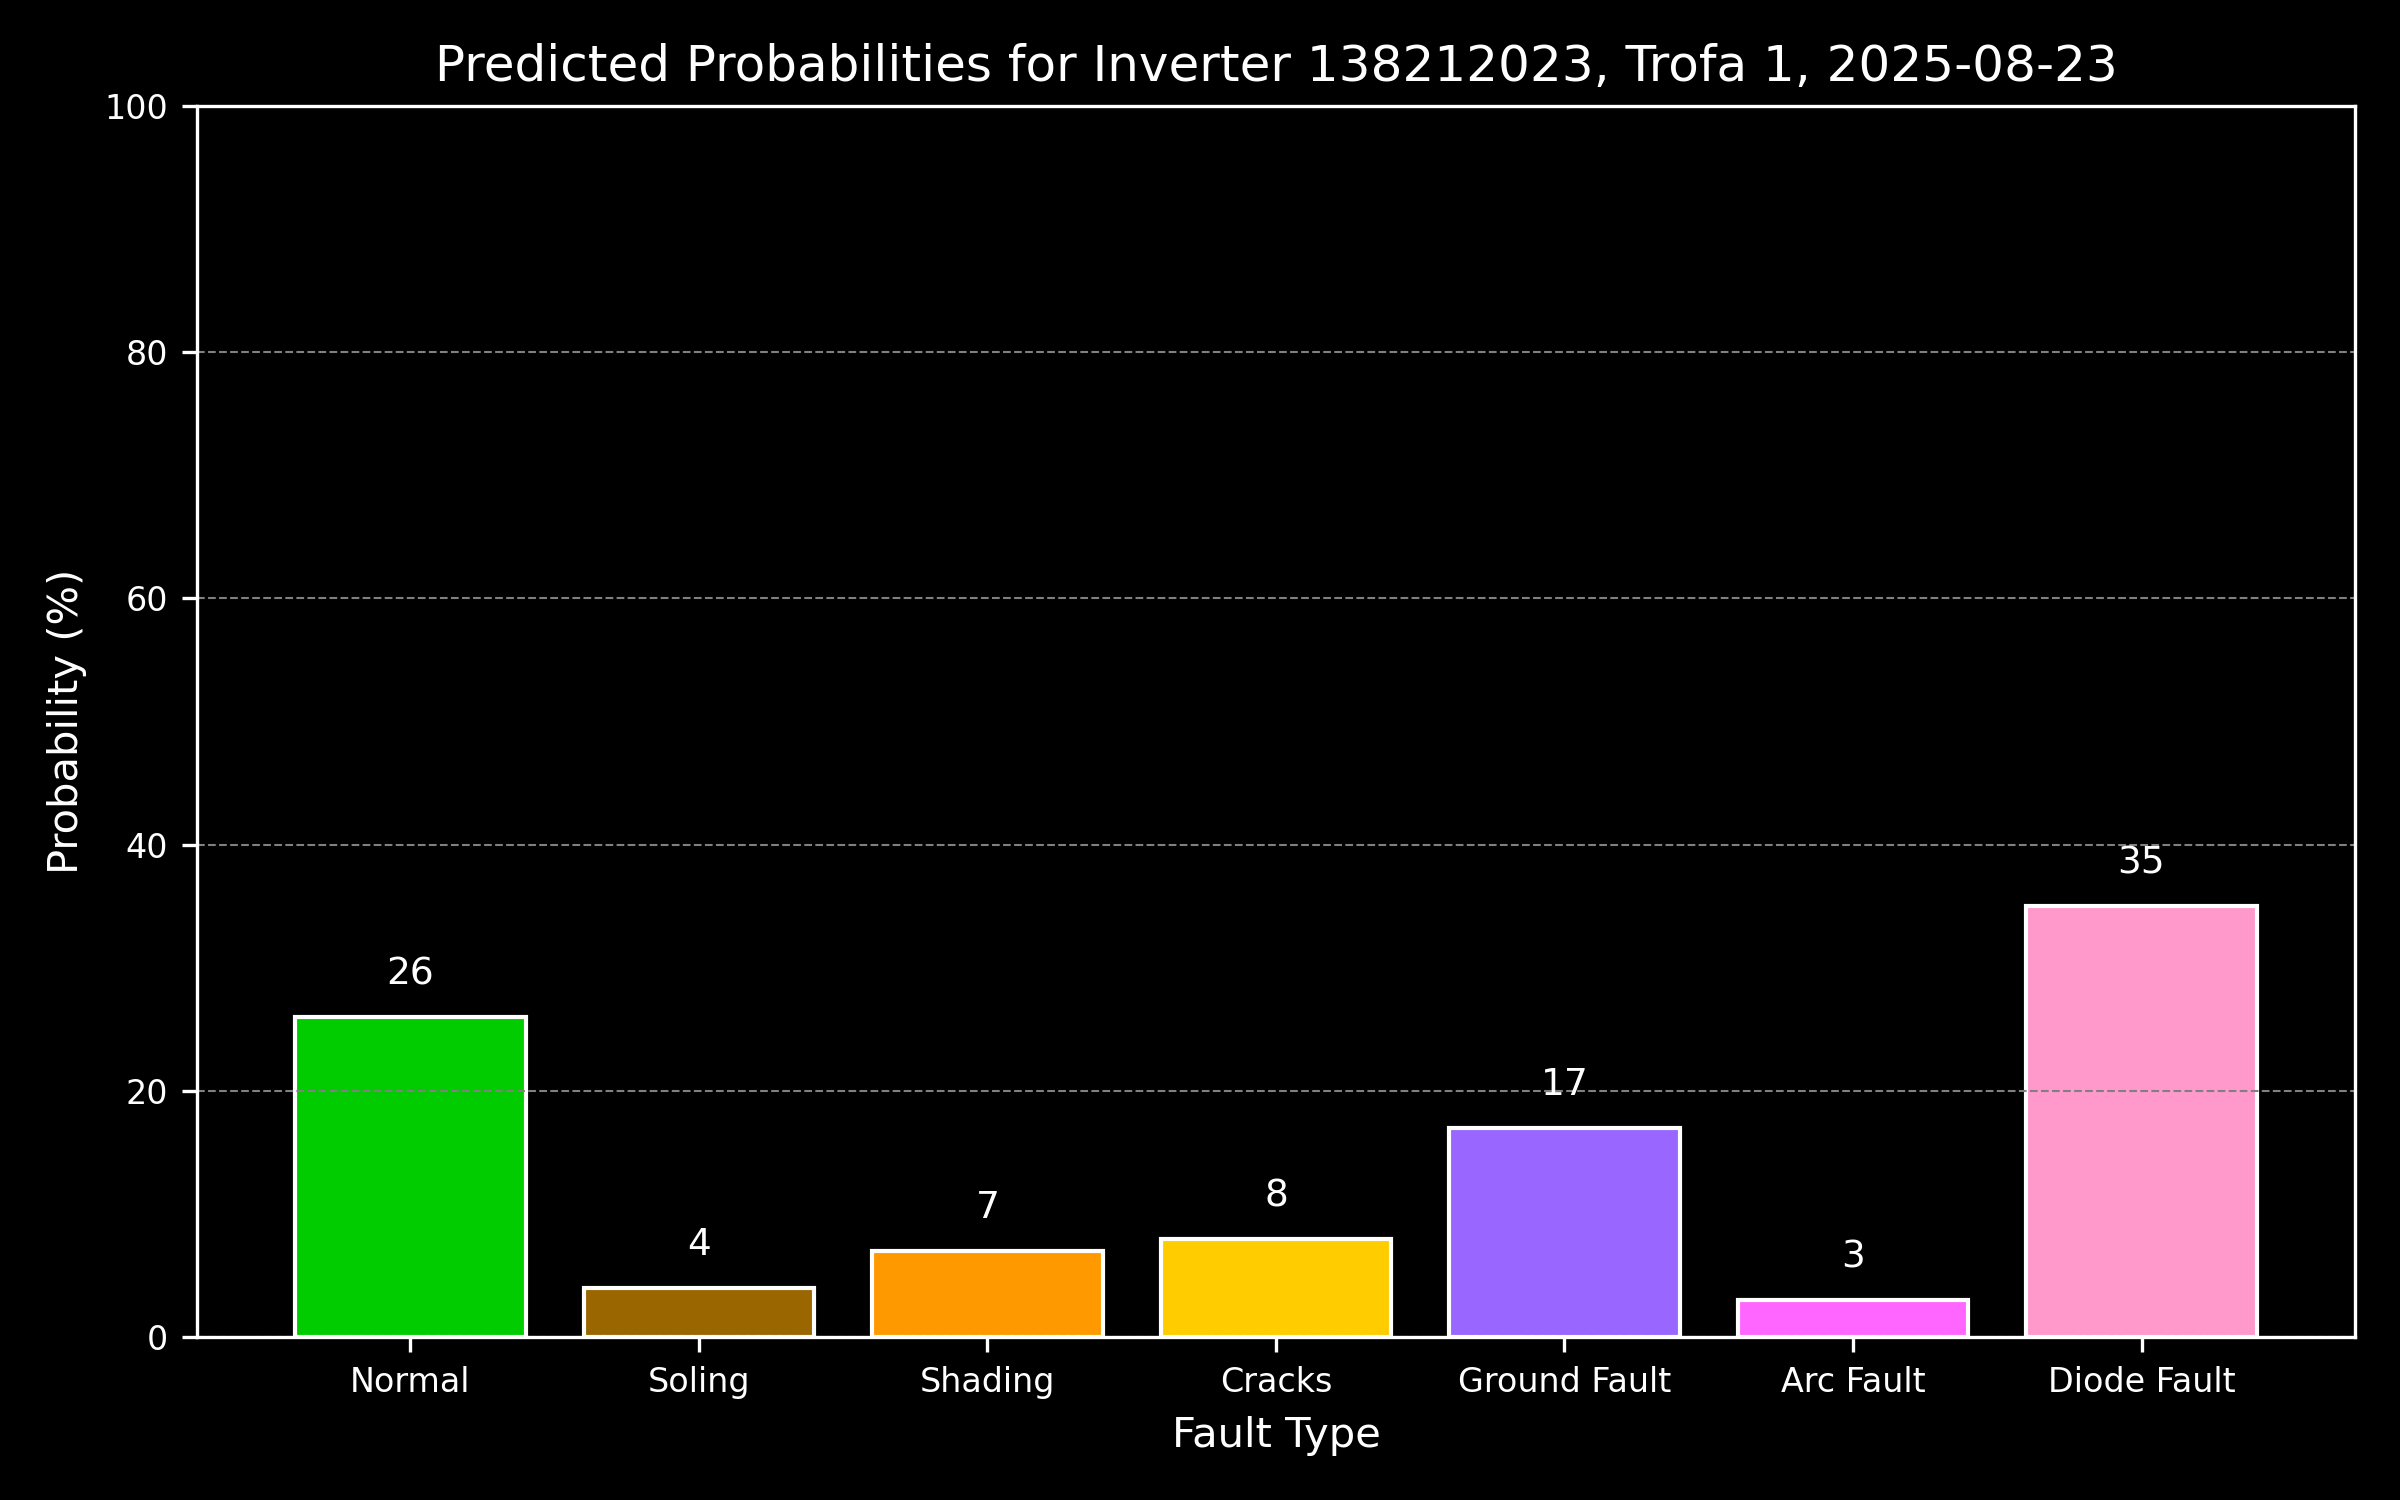 Predicted Probabilities for Inverter 138212023, Trofa 1, 2025-08-23
Probability (%)
100
80
60
40
20
0
26
4
7
8
17
3
35
Normal
Soling
Shading
Cracks
Ground Fault
Arc Fault
Diode Fault
Fault Type